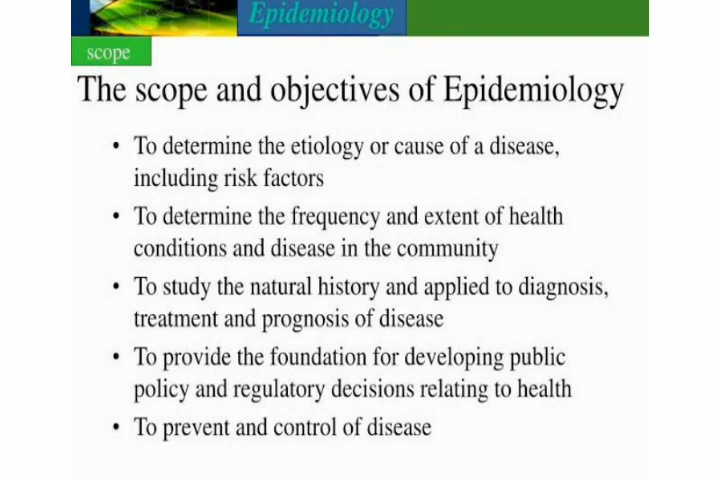 Epidemiology
scope
The scope and objectives of Epidemiology
• To determine the etiology or cause of a disease,
including risk factors
• To determine the frequency and extent of health
conditions and disease in the community
• To study the natural history and applied to diagnosis,
treatment and prognosis of disease
• To provide the foundation for developing public
policy and regulatory decisions relating to health
• To prevent and control of disease